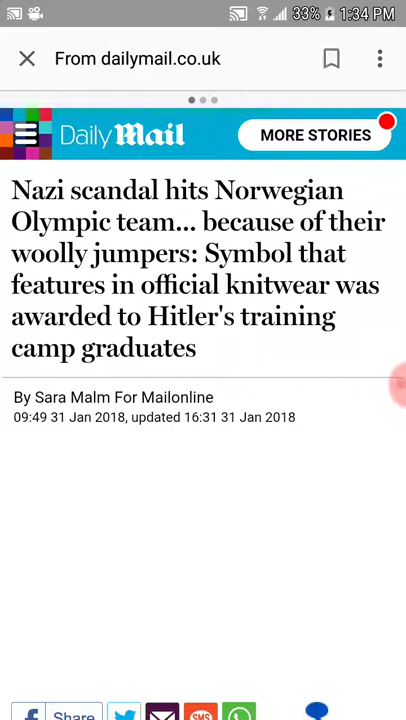 33% 1:34 PM
From dailymail.co.uk
Daily Mail MORE STORIES
Nazi scandal hits Norwegian
Olympic team... because of their
woolly jumpers: Symbol that
features in official knitwear was
awarded to Hitler's training
camp graduates
By Sara Malm For Mailonline
09:49 31 Jan 2018, updated 16:31 31 Jan 2018
f Share SMS